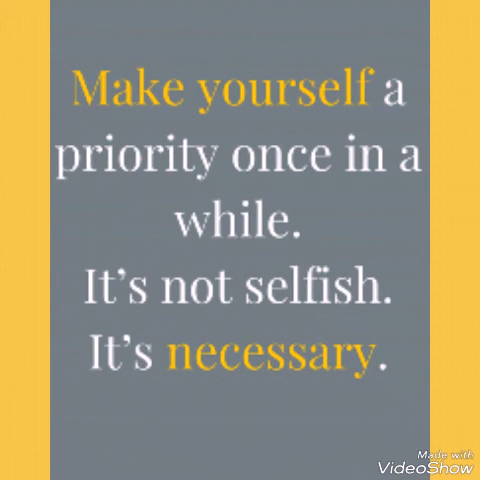 Make yourself a
priority once in a
while.
It's not selfish.
It's necessary.
Made with
VideoShow